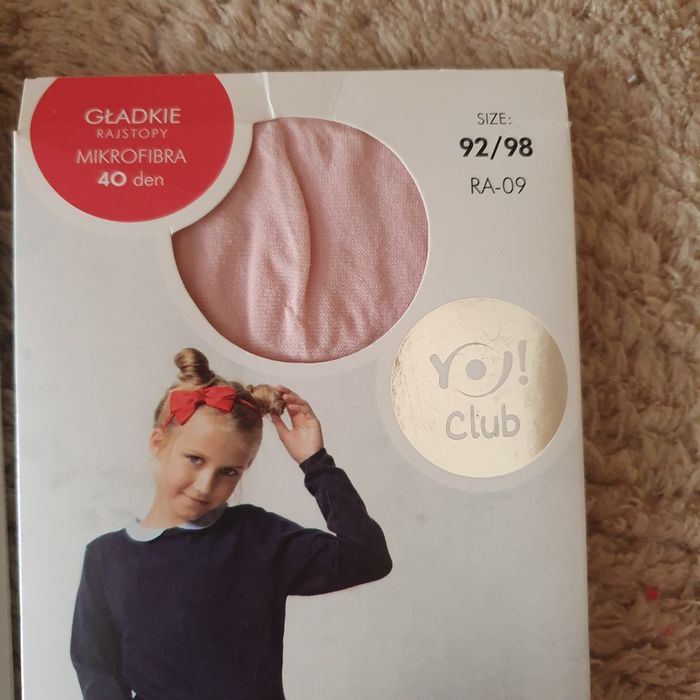 GŁADKIE
RAJSTOPY
MIKROFIBRA
40 den
SIZE:
92/98
RA-09
YO!
club